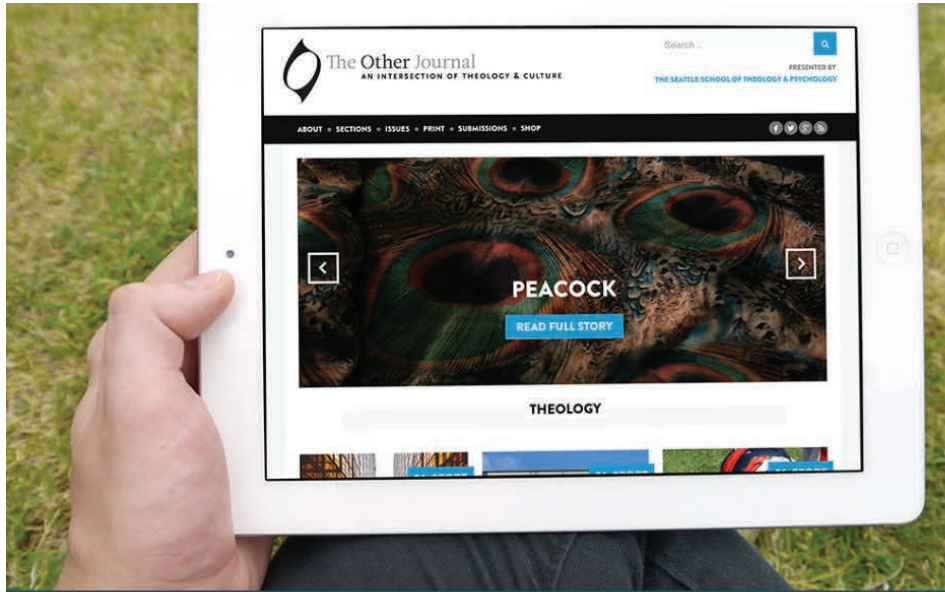 The Other Journal
AN INTERSECTION OF THEOLOGY & CULTURE
Search ...
PRESENTED BY
THE SEATTLE SCHOOL OF THEOLOGY & PSYCHOLOGY
ABOUT SECTIONS ISSUES PRINT SUBMISSIONS SHOP
PEACOCK
READ FULL STORY
THEOLOGY